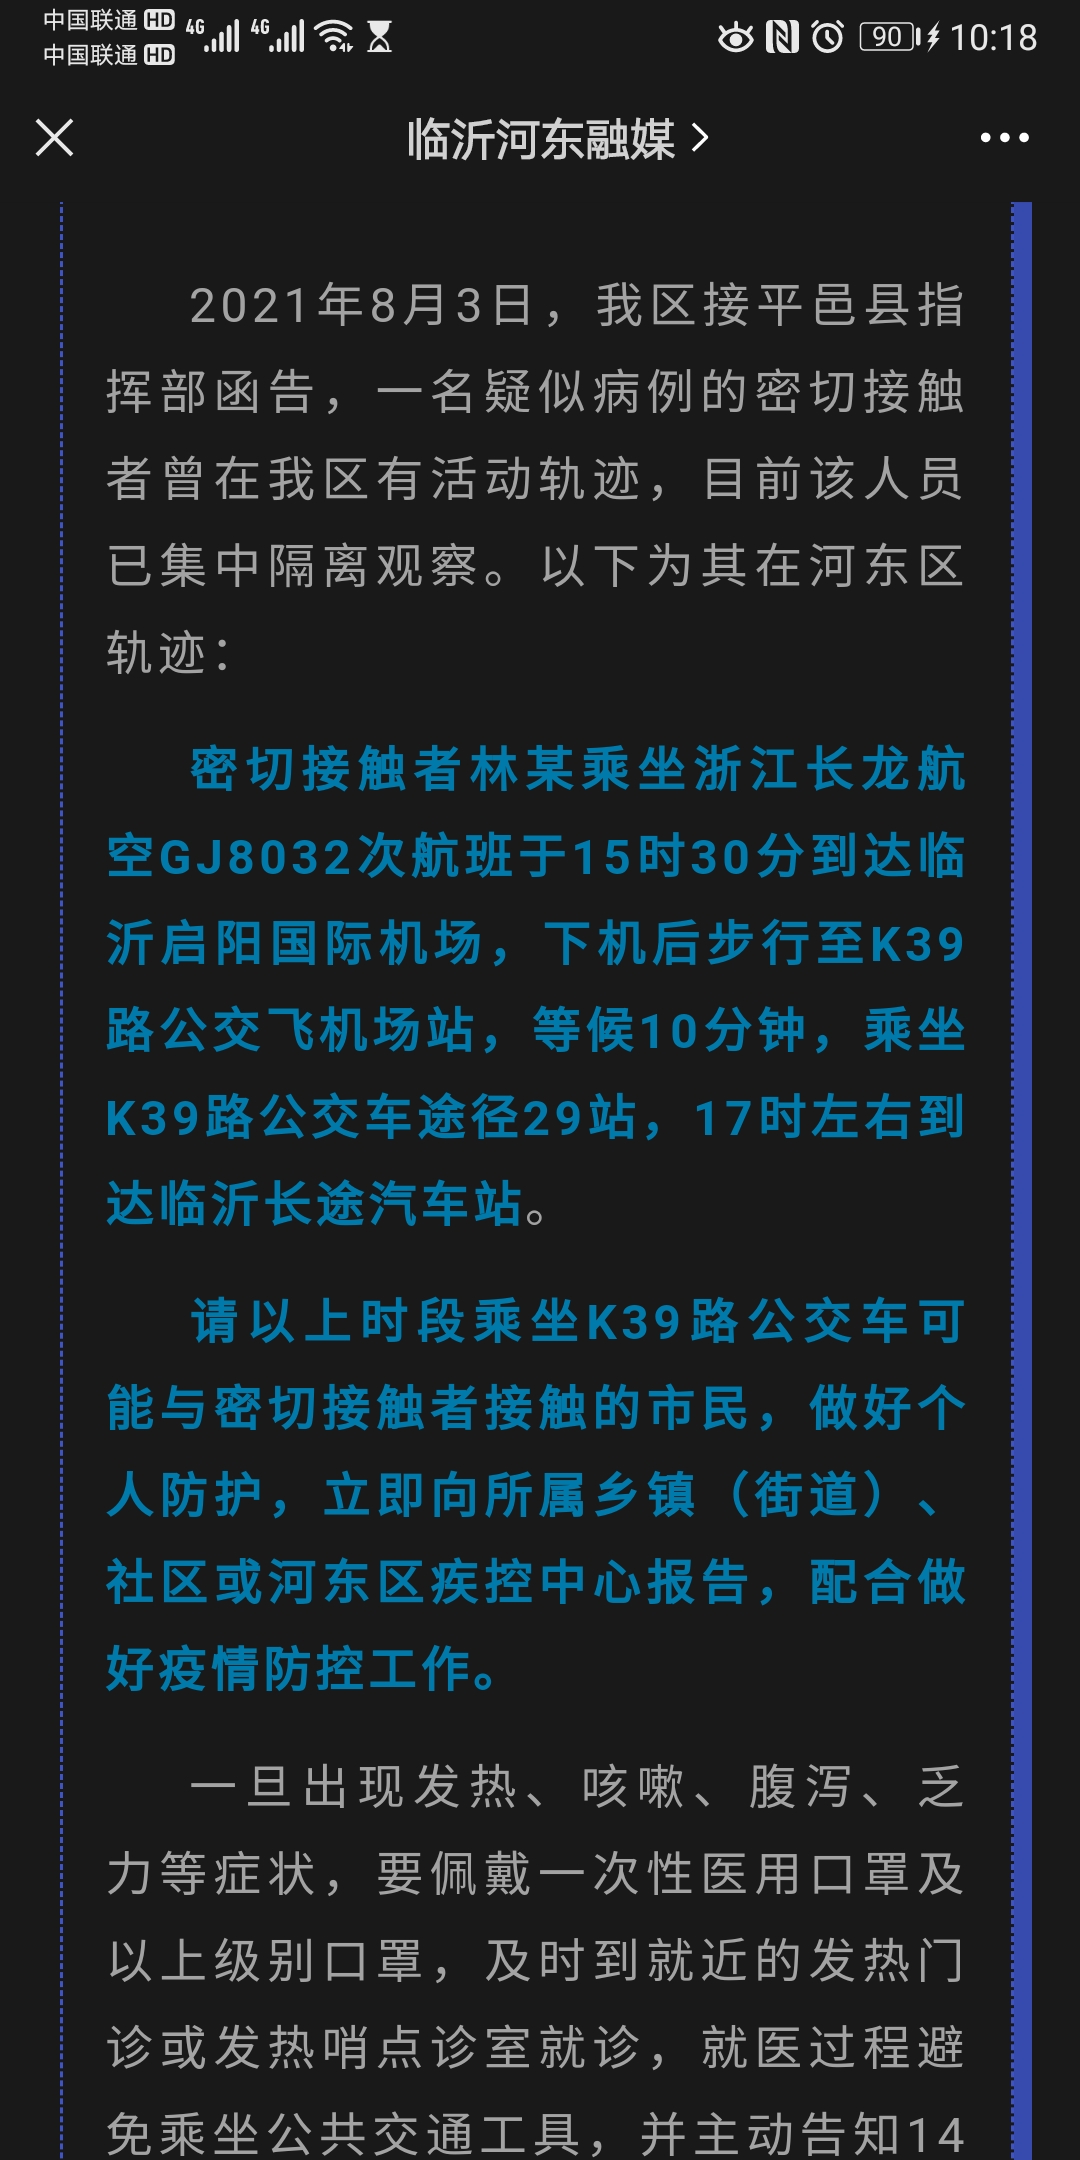 中国联通 HD 4G 4G 90 10:18
中国联通 HD
临沂河东融媒
2021年8月3日，我区接平邑县指
挥部函告，一名疑似病例的密切接触
者曾在我区有活动轨迹，目前该人员
已集中隔离观察。以下为其在河东区
轨迹：
密切接触者林某乘坐浙江长龙航
空GJ8032次航班于15时30分到达临
沂启阳国际机场，下机后步行至K39
路公交飞机场站，等候10分钟，乘坐
K39路公交车途径29站，17时左右到
达临沂长途汽车站。
请以上时段乘坐K39路公交车可
能与密切接触者接触的市民，做好个
人防护，立即向所属乡镇（街道）、
社区或河东区疾控中心报告，配合做
好疫情防控工作。
一旦出现发热、咳嗽、腹泻、乏
力等症状，要佩戴一次性医用口罩及
以上级别口罩，及时到就近的发热门
诊或发热哨点诊室就诊，就医过程避
免乘坐公共交通工具，并主动告知14